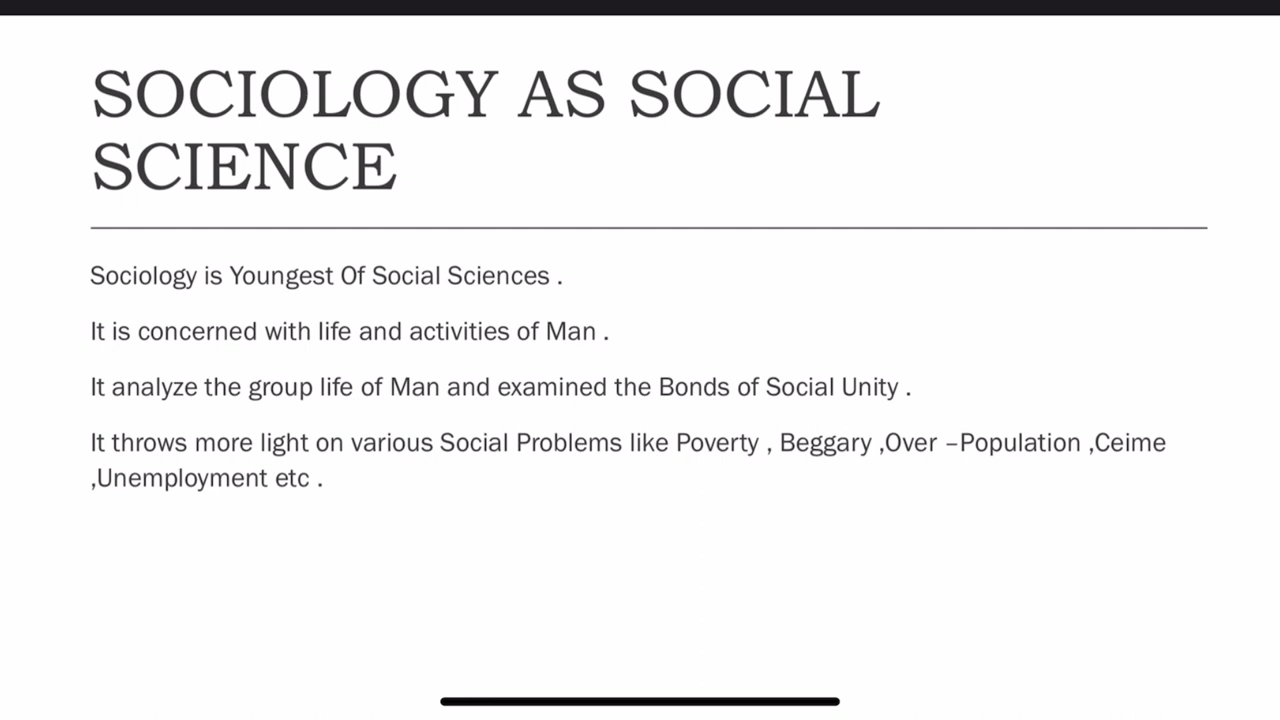 SOCIOLOGY AS SOCIAL
SCIENCE
Sociology is Youngest Of Social Sciences .
It is concerned with life and activities of Man .
It analyze the group life of Man and examined the Bonds of Social Unity .
It throws more light on various Social Problems like Poverty , Beggary ,Over –Population ,Ceime
,Unemployment etc .